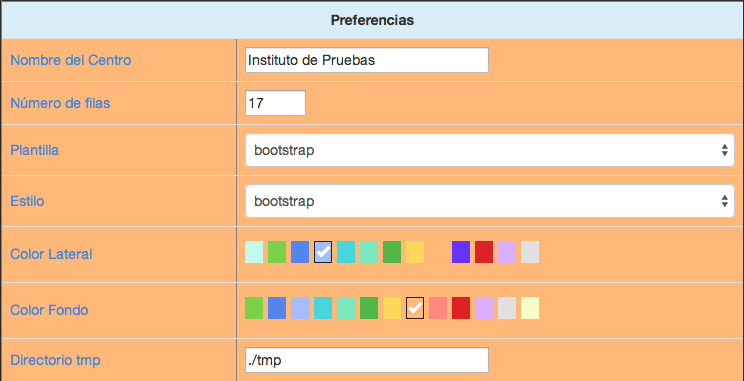 Preferencias
Nombre del Centro Instituto de Pruebas
Número de filas 17
Plantilla bootstrap
Estilo bootstrap
Color Lateral
Color Fondo
Directorio tmp ./tmp